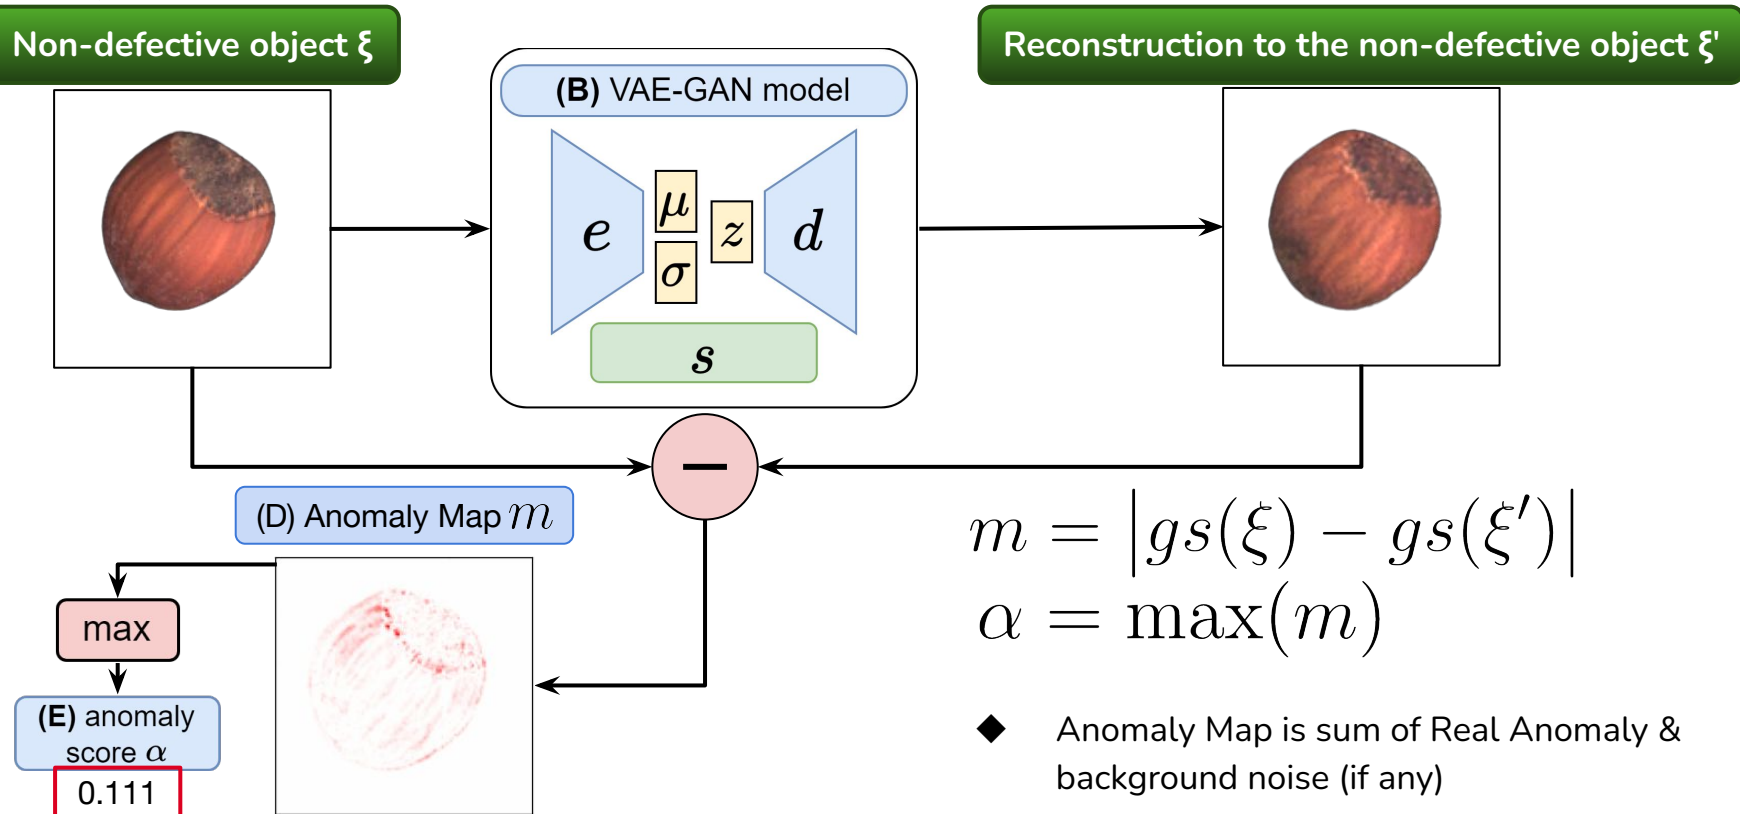 Non-defective object ξ
Reconstruction to the non-defective object ξ'
(B) VAE-GAN model
e
μ
σ
z
d
s
−
(D) Anomaly Map m
max
(E) anomaly
score α
0.111
m = |gs(ξ) − gs(ξ′)|
α = max(m)
◆ Anomaly Map is sum of Real Anomaly &
background noise (if any)